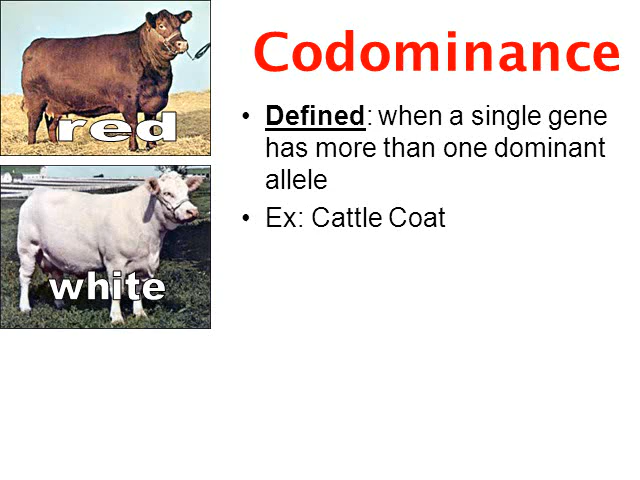 Codominance
red
• Defined: when a single gene
has more than one dominant
allele
• Ex: Cattle Coat
white